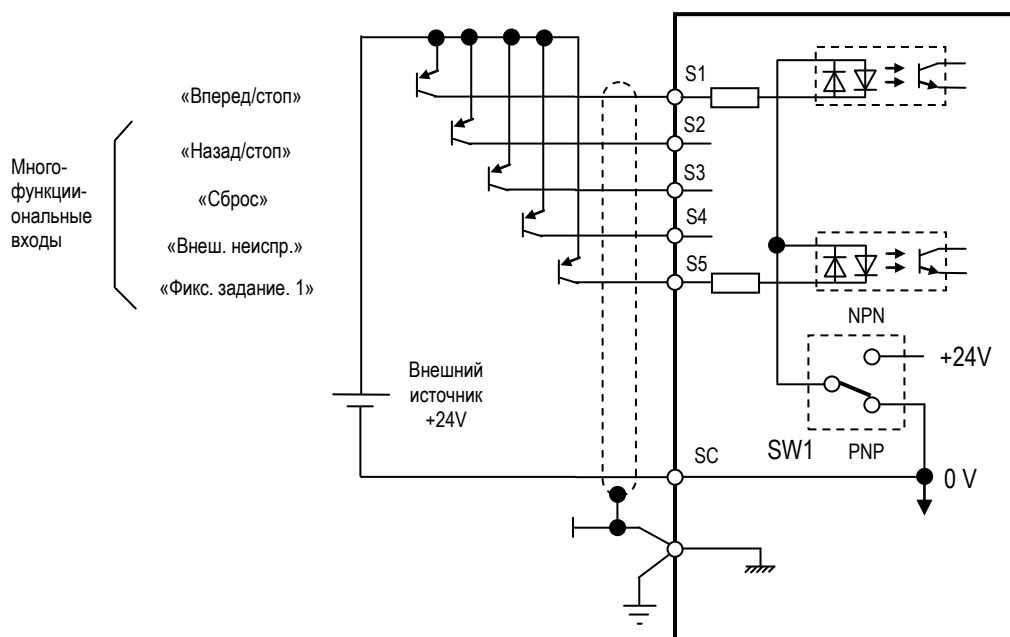 «Вперед/стоп»
Много-
функци-
ональные
входы
«Назад/стоп»
«Сброс»
«Внеш. неиспр.»
«Фикс. задание. 1»
Внешний
источник
+24V
S1
S2
S3
S4
S5
NPN
+24V
SW1
PNP
SC
0 V